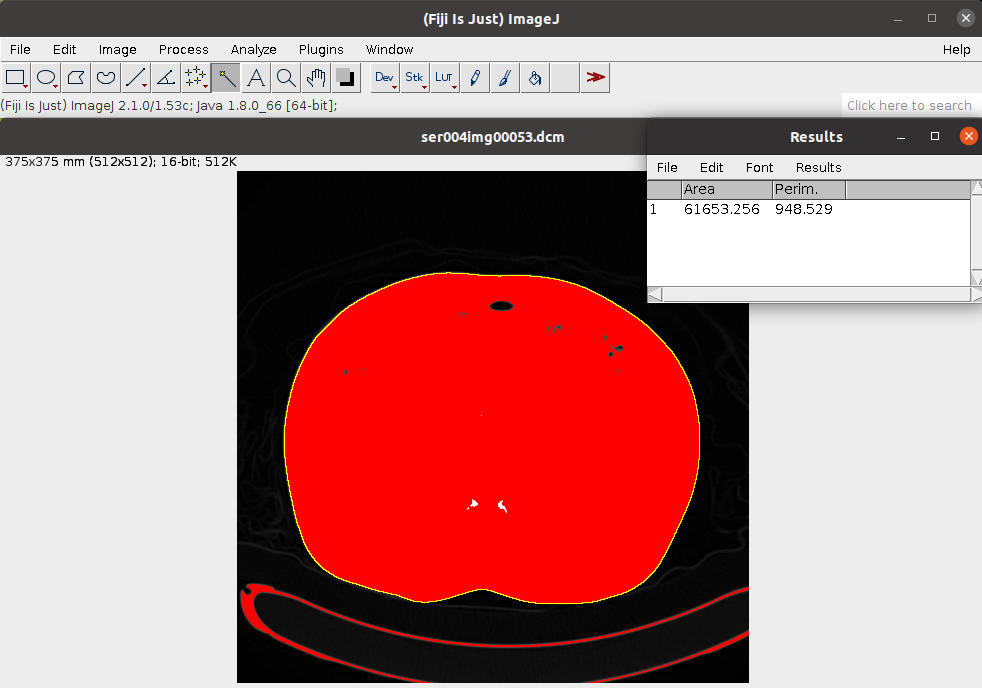 (Fiji Is Just) ImageJ
File Edit Image Process Analyze Plugins Window Help
Dev Stk LUT
(Fiji Is Just) ImageJ 2.1.0/1.53c; Java 1.8.0_66 [64-bit];
Click here to search
ser004img00053.dcm
375x375 mm (512x512); 16-bit; 512K
Results
File Edit Font Results
Area Perim.
1 61653.256 948.529